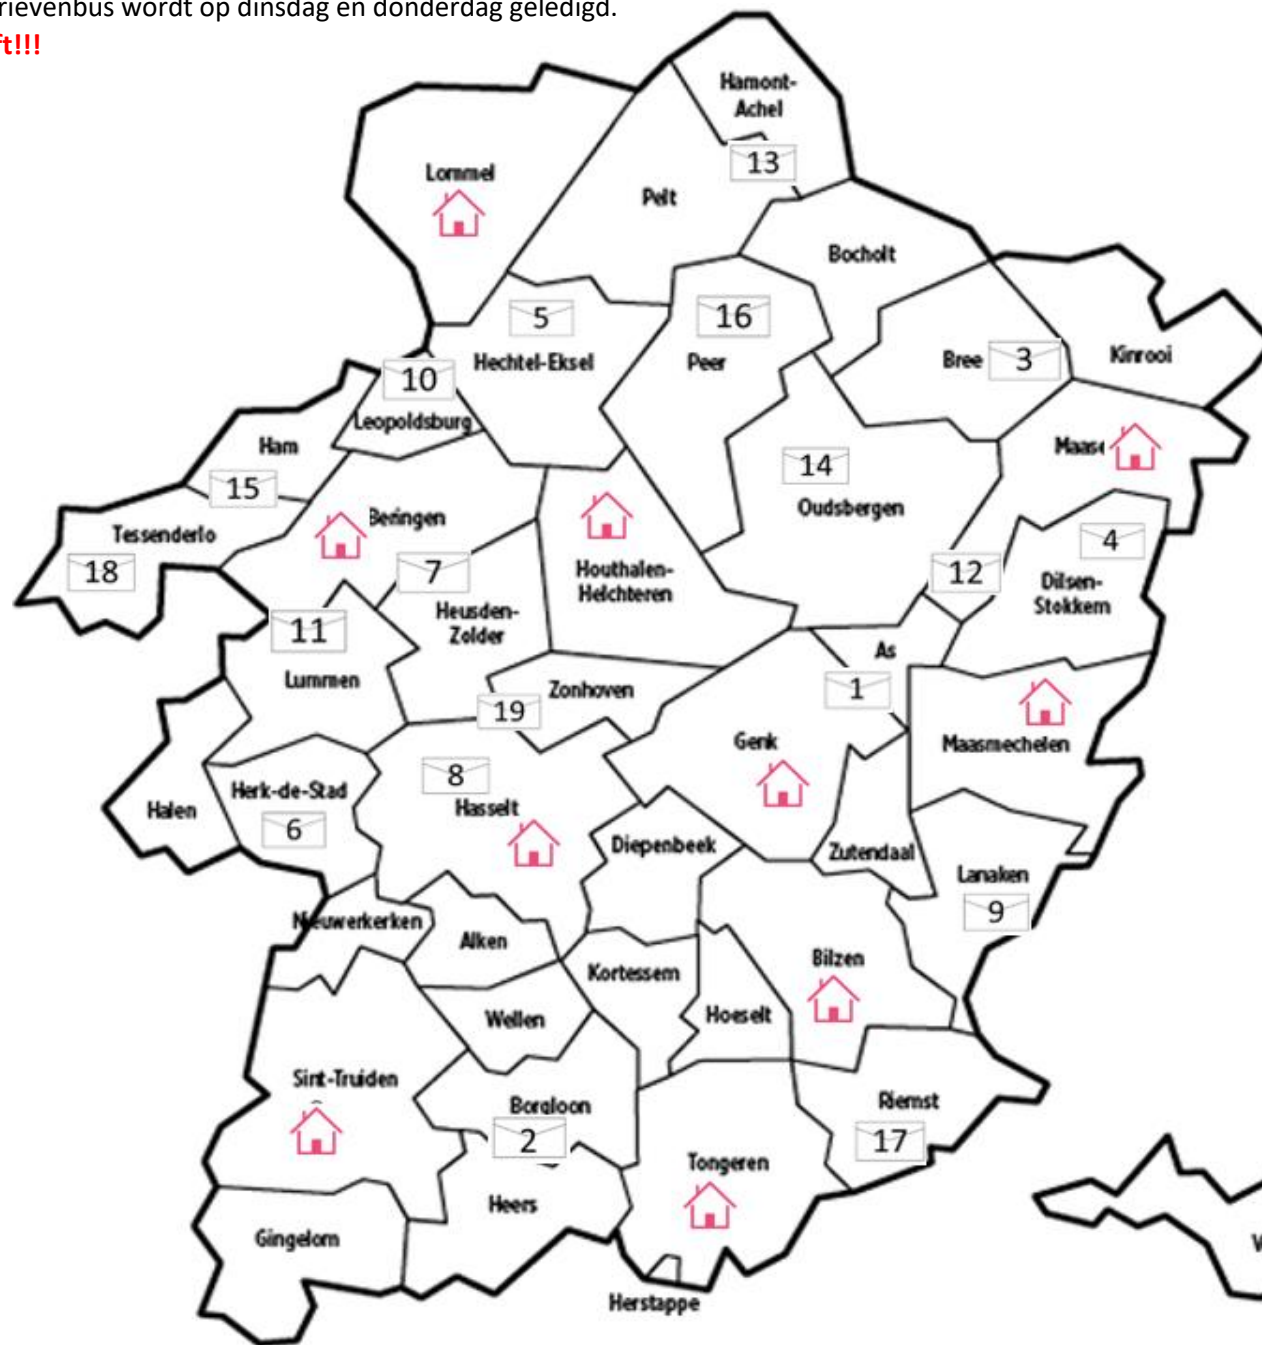 rievenbus wordt op dinsdag en donderdag geledigd.
ft!!!
Hamont-
Achel
13
Lommel
Pelt
Bocholt
5
16
Hechtel-Eksel
Peer
Bree
3
Kinrooi
10
Leopoldsburg
Ham
Maase
14
15
Oudsbergen
Beringen
Tessenderlo
4
18
7
Houthalen-
Helchteren
12
Dilsen-
Stokkem
Heusden-
Zolder
11
As
Lummen
Zonhoven
1
19
Genk
Maasmechelen
8
Hasselt
Herk-de-Stad
Halen
6
Diepenbeek
Zutendaal
Lanaken
9
Nieuwerkerken
Alken
Kortessem
Bilzen
Wellen
Hoeselt
Sint-Truiden
Borgloon
2
Riemst
17
Tongeren
Heers
Gingelom
Herstappe
V